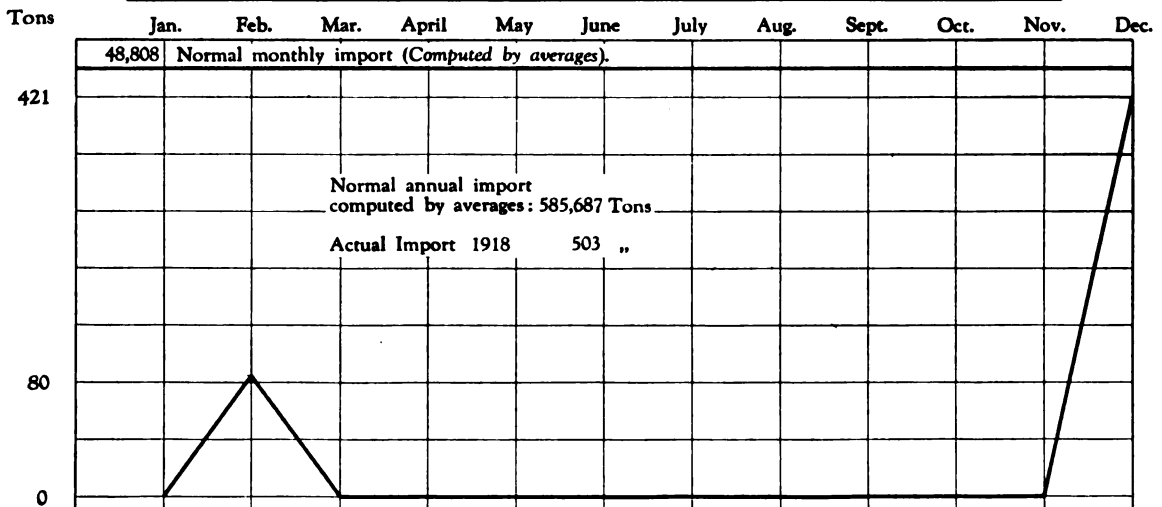 Tons
Jan. Feb. Mar. April May June July Aug. Sept. Oct. Nov. Dec.
48,808 Normal monthly import (Computed by averages).
421
Normal annual import
computed by averages: 585,687 Tons
Actual Import 1918 503 „
80
0